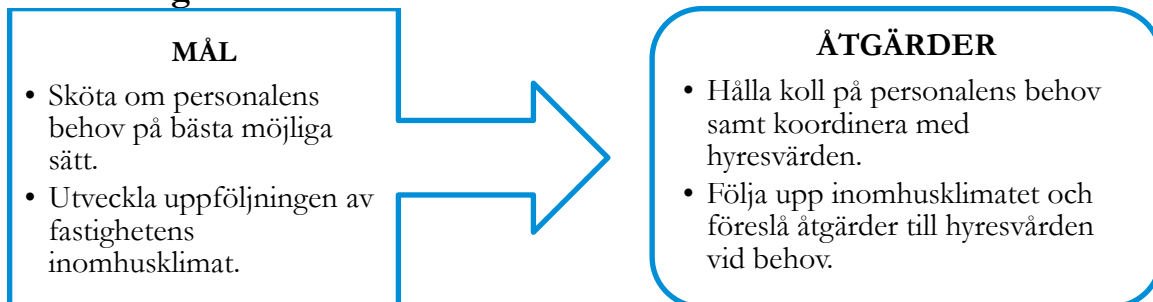 MÅL
• Sköta om personalens
behov på bästa möjliga
sätt.
• Utveckla uppföljningen av
fastighetens
inomhusklimat.
ÅTGÄRDER
• Hålla koll på personalens behov
samt koordinera med
hyresvärden.
• Följa upp inomhusklimatet och
föreslå åtgärder till hyresvården
vid behov.